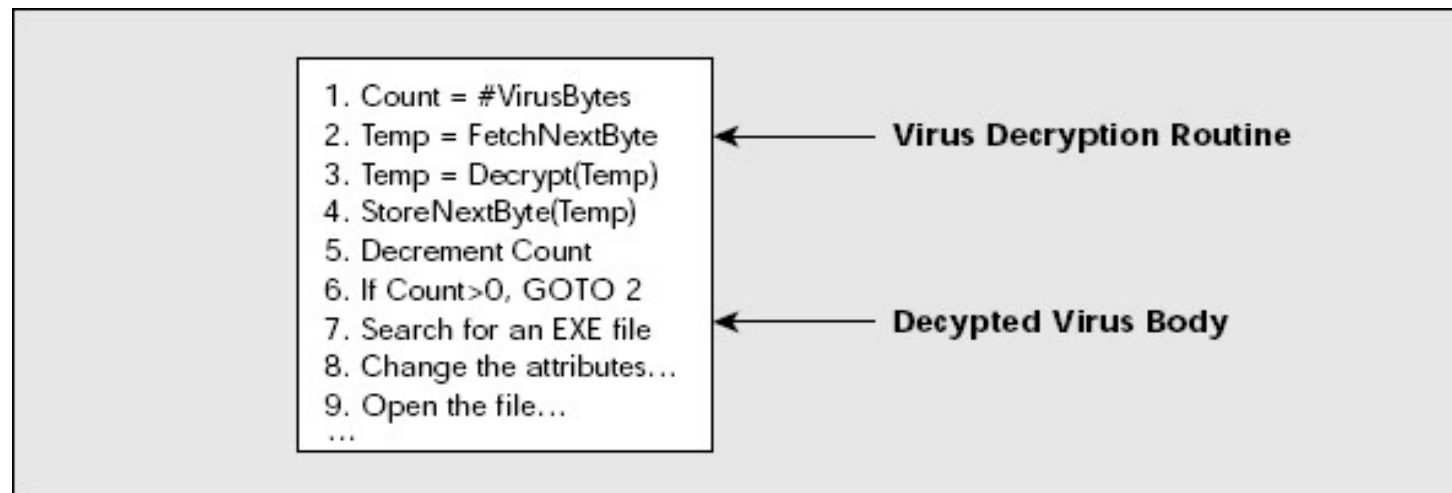 1. Count = #VirusBytes
2. Temp = FetchNextByte
3. Temp = Decrypt(Temp)
4. StoreNextByte(Temp)
5. Decrement Count
6. If Count>0, GOTO 2
7. Search for an EXE file
8. Change the attributes...
9. Open the file...
...
Virus Decryption Routine
Decypted Virus Body